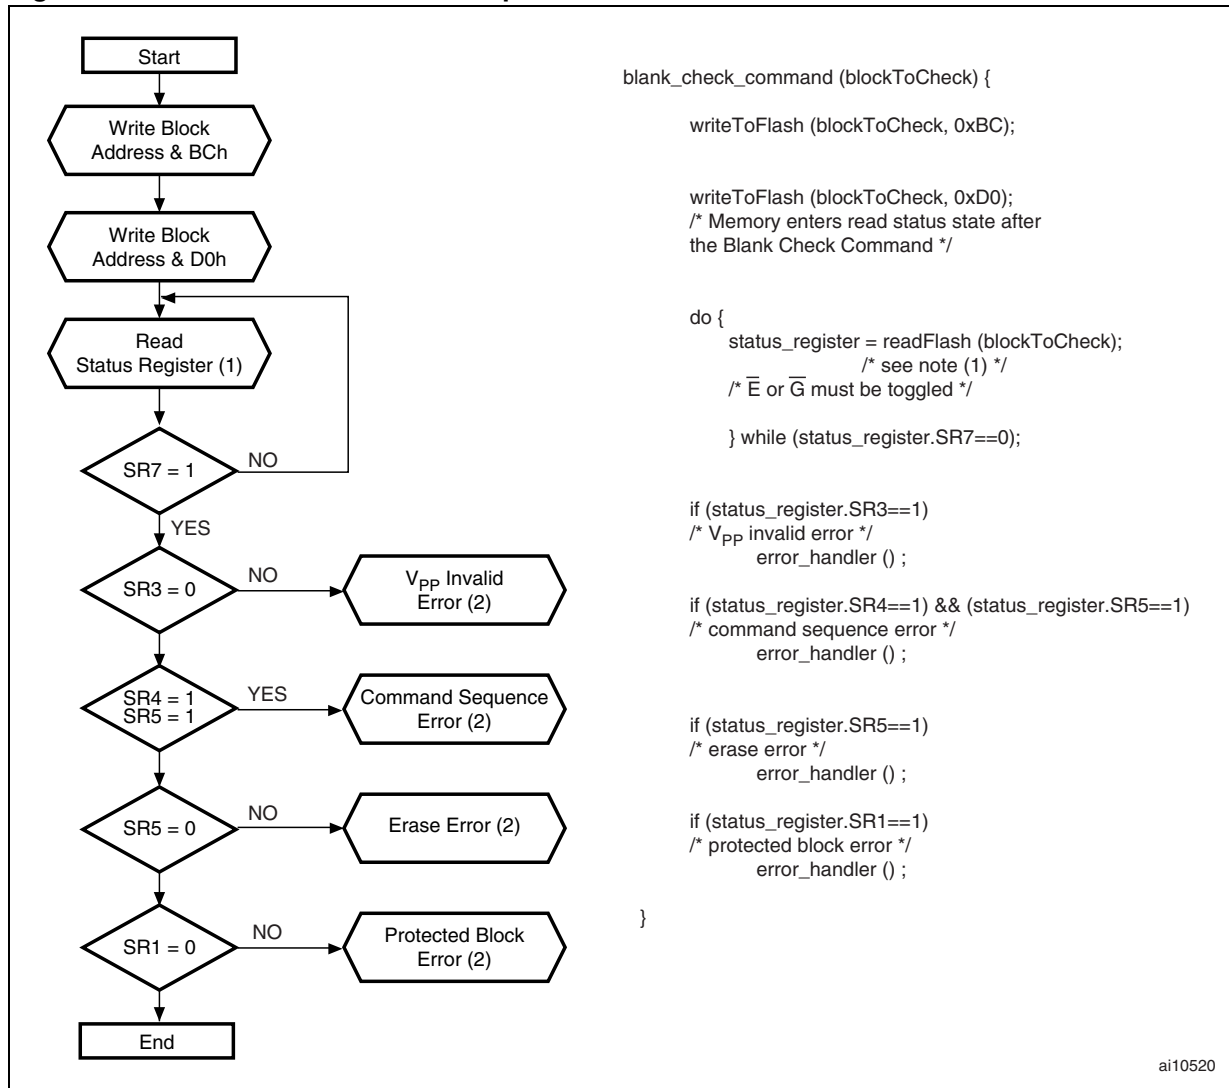 Start
Write Block
Address & BCh
Write Block
Address & D0h
Read
Status Register (1)
SR7 = 1
NO
YES
SR3 = 0
NO
VPP Invalid
Error (2)
SR4 = 1
SR5 = 1
YES
Command Sequence
Error (2)
SR5 = 0
NO
Erase Error (2)
SR1 = 0
NO
Protected Block
Error (2)
End
blank_check_command (blockToCheck) {
writeToFlash (blockToCheck, 0xBC);
writeToFlash (blockToCheck, 0xD0);
/* Memory enters read status state after
the Blank Check Command */
do {
status_register = readFlash (blockToCheck);
/* see note (1) */
/* E̅ or G̅ must be toggled */
} while (status_register.SR7==0);
if (status_register.SR3==1)
/* VPP invalid error */
error_handler () ;
if (status_register.SR4==1) && (status_register.SR5==1)
/* command sequence error */
error_handler () ;
if (status_register.SR5==1)
/* erase error */
error_handler () ;
if (status_register.SR1==1)
/* protected block error */
error_handler () ;
}
ai10520